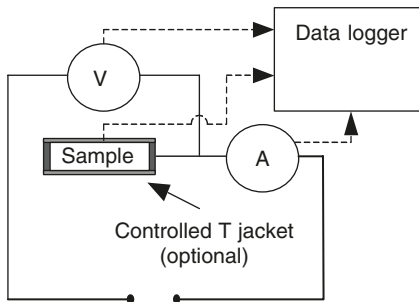 Data logger
V
Sample
A
Controlled T jacket
(optional)